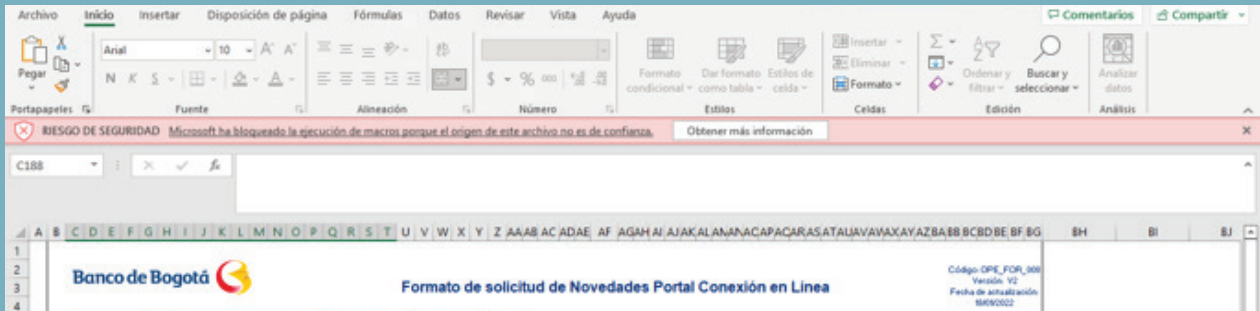 Archivo Inicio Insertar Disposición de página Fórmulas Datos Revisar Vista Ayuda Comentarios Compartir
Pegar
Portapapeles
Arial 10 A A
N K S A
Fuente
ab
Alineación
$ % 000
Número
Formato condicional
Dar formato como tabla
Estilos de celda
Estilos
Insertar
Eliminar
Formato
Celdas
Ordenar y filtrar
Buscar y seleccionar
Edición
Analizar datos
Análisis
RIESGO DE SEGURIDAD Microsoft ha bloqueado la ejecución de macros porque el origen de este archivo no es de confianza. Obtener más información
C188 fx
A B C D E F G H I J K L M N O P Q R S T U V W X Y Z AA AB AC AD AE AF AG AH AI AJ AK AL AN AN AC AP AC AR AS AT AU AV AV AX AY AZ BA BB BC BD BE BF BG BH BI BJ
1
2
3
4
Banco de Bogotá
Formato de solicitud de Novedades Portal Conexión en Línea
Código: OPE_FOR_008
Versión: V2
Fecha de actualización: